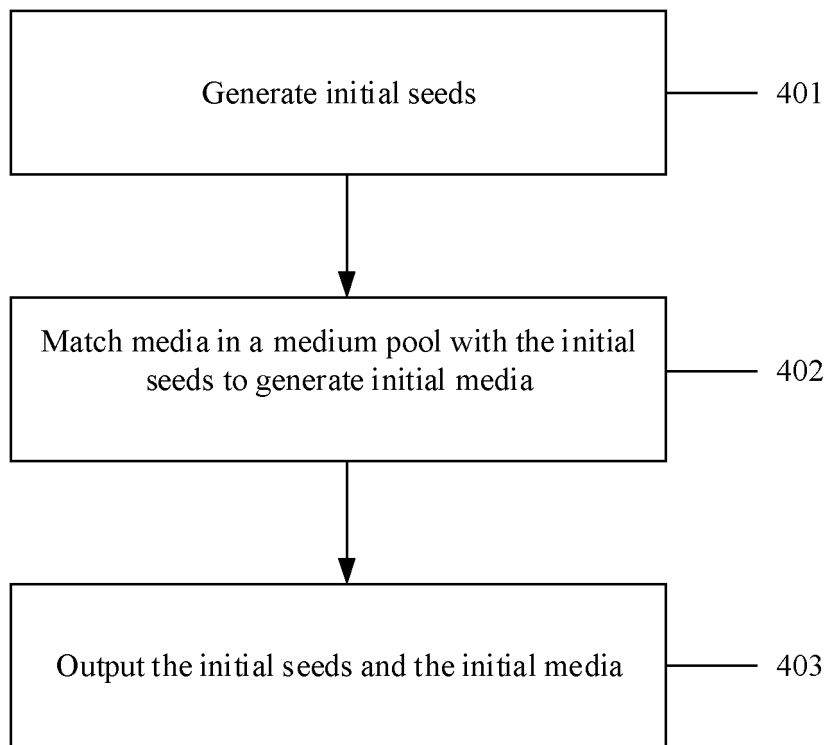 Generate initial seeds
401
Match media in a medium pool with the initial
seeds to generate initial media
402
Output the initial seeds and the initial media
403